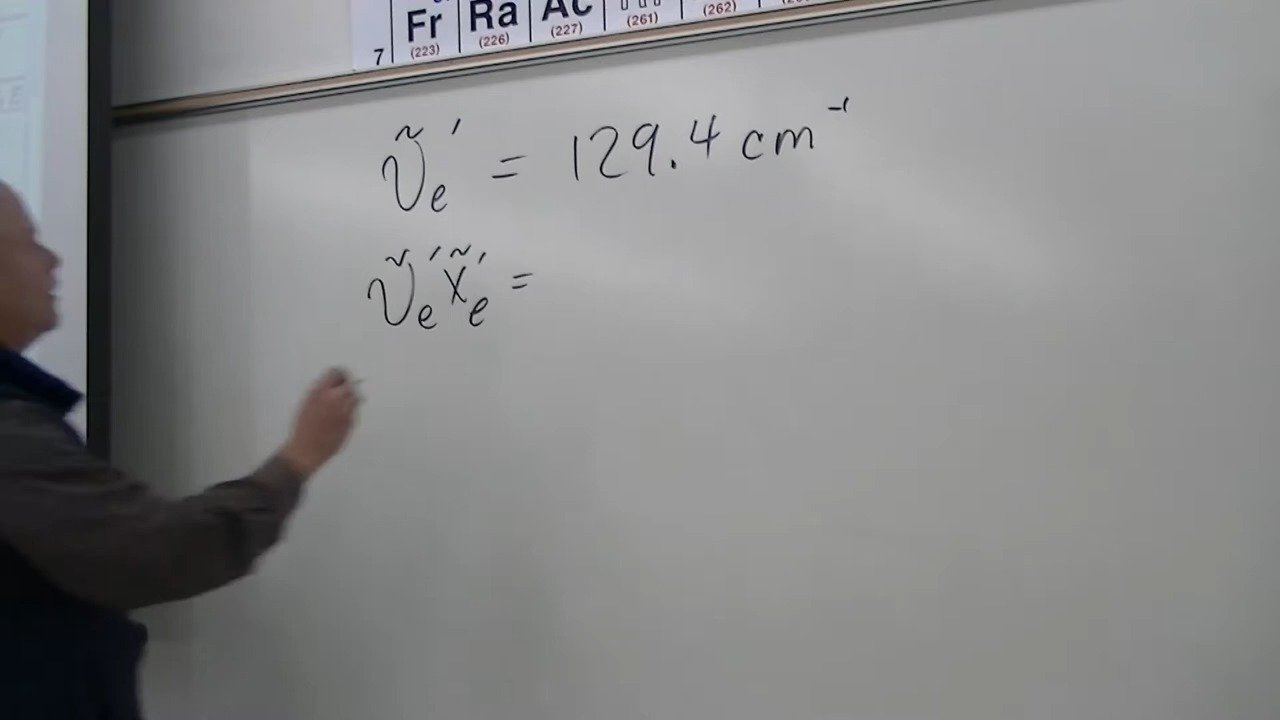 Fr Ra Ac
(261) (262)
7 (223) (226) (227)
ṽₑ′ = 129.4 cm⁻¹
ṽₑ′x̃ₑ′ =